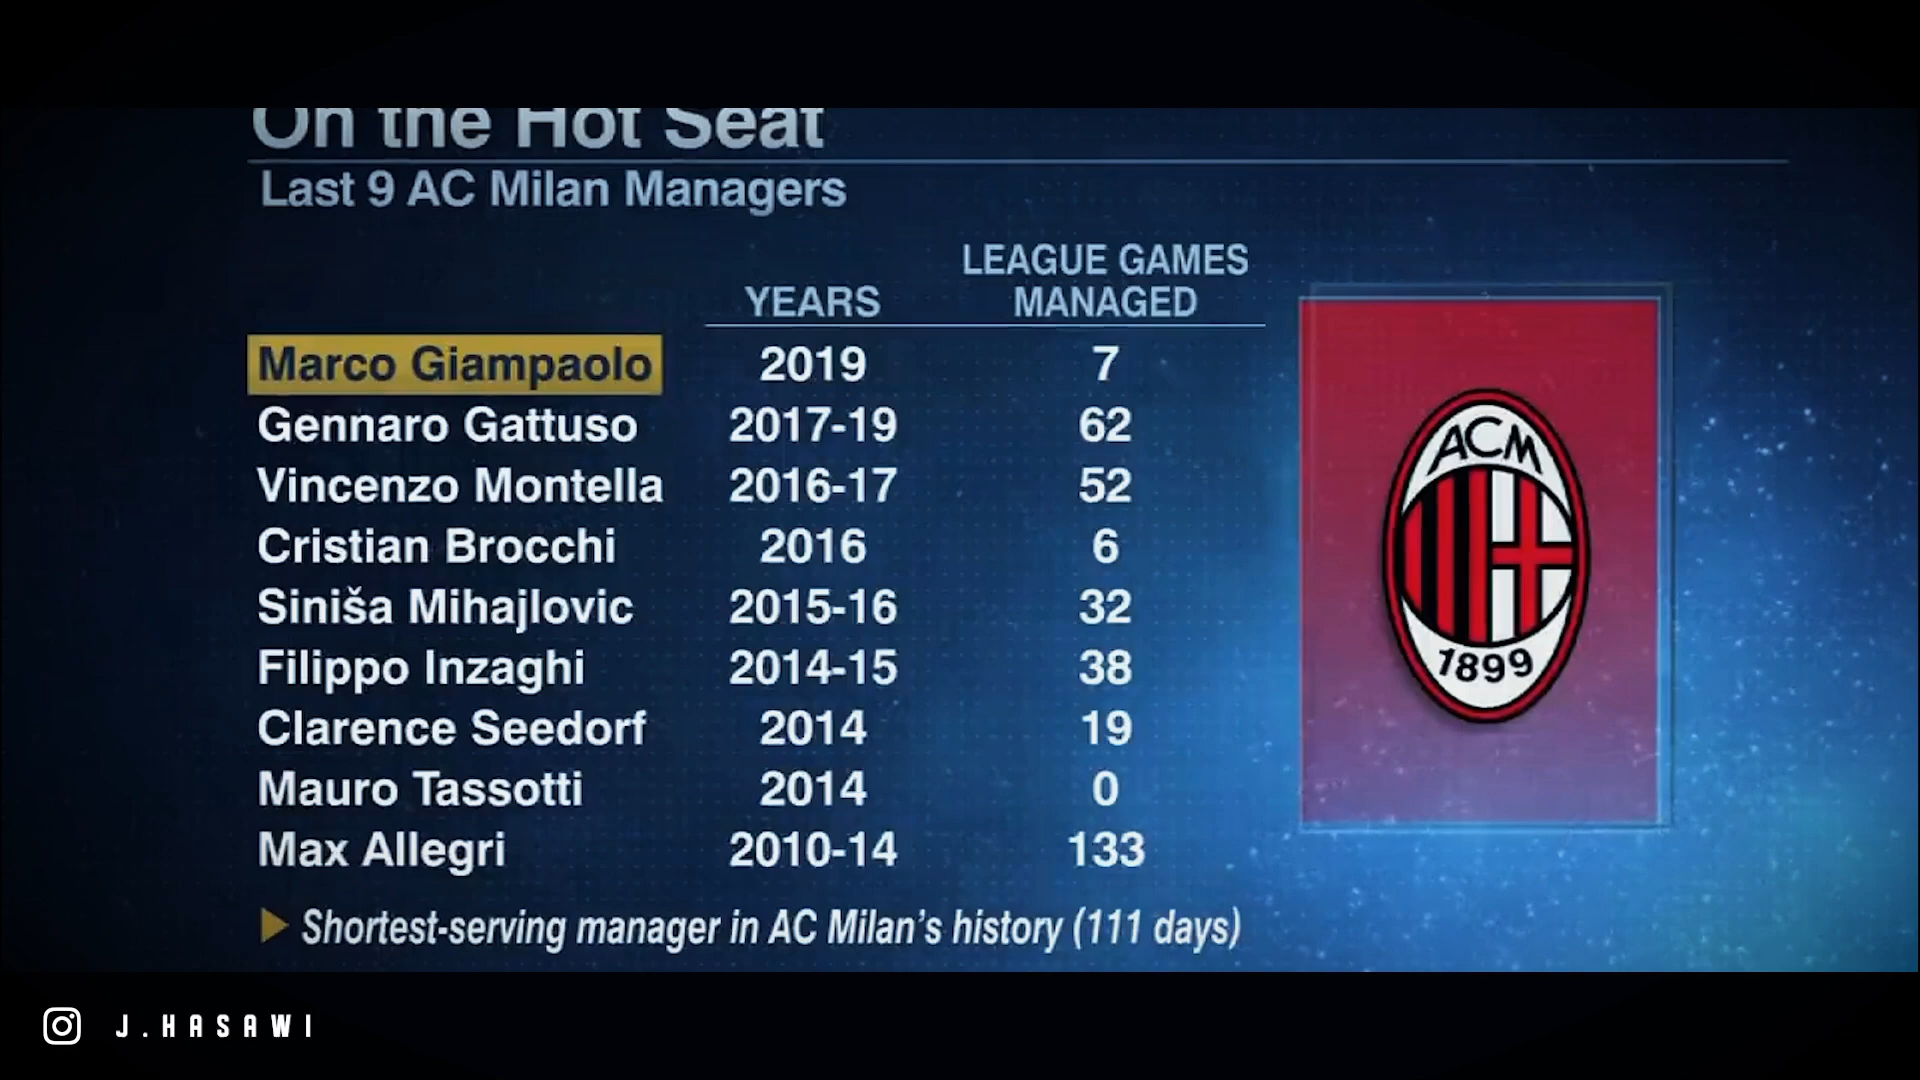 On the Hot Seat
Last 9 AC Milan Managers
YEARS LEAGUE GAMES MANAGED
Marco Giampaolo 2019 7
Gennaro Gattuso 2017-19 62
Vincenzo Montella 2016-17 52
Cristian Brocchi 2016 6
Siniša Mihajlovic 2015-16 32
Filippo Inzaghi 2014-15 38
Clarence Seedorf 2014 19
Mauro Tassotti 2014 0
Max Allegri 2010-14 133
Shortest-serving manager in AC Milan's history (111 days)
ACM
1899
J.HASAWI